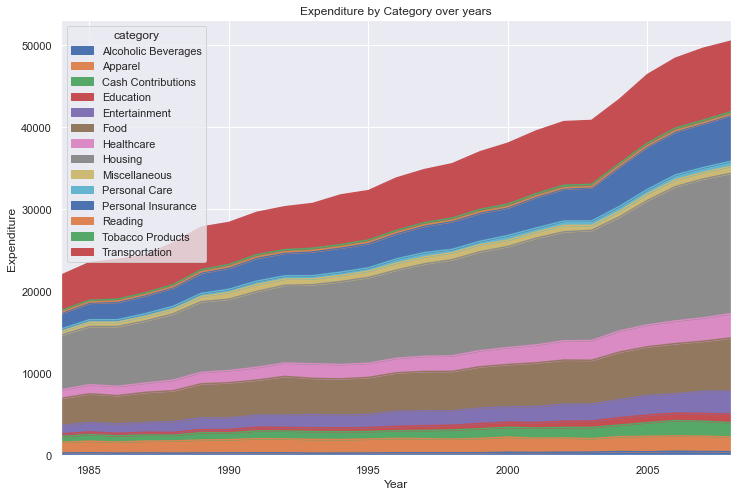 Expenditure by Category over years
Expenditure
50000
40000
30000
20000
10000
0
category
Alcoholic Beverages
Apparel
Cash Contributions
Education
Entertainment
Food
Healthcare
Housing
Miscellaneous
Personal Care
Personal Insurance
Reading
Tobacco Products
Transportation
1985 1990 1995 2000 2005
Year